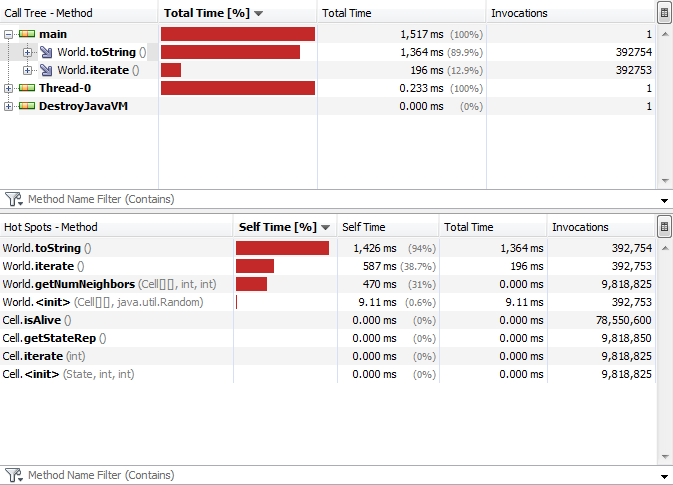 Call Tree - Method Total Time [%] Total Time Invocations
main 1,517 ms (100%) 1
World.toString () 1,364 ms (89.9%) 392754
World.iterate () 196 ms (12.9%) 392753
Thread-0 0.233 ms (100%) 1
DestroyJavaVM 0.000 ms (0%) 1
Method Name Filter (Contains)
Hot Spots - Method Self Time [%] Self Time Total Time Invocations
World.toString () 1,426 ms (94%) 1,364 ms 392,754
World.iterate () 587 ms (38.7%) 196 ms 392,753
World.getNumNeighbors (Cell[][], int, int) 470 ms (31%) 0.000 ms 9,818,825
World.<init> (Cell[][], java.util.Random) 9.11 ms (0.6%) 9.11 ms 392,753
Cell.isAlive () 0.000 ms (0%) 0.000 ms 78,550,600
Cell.getStateRep () 0.000 ms (0%) 0.000 ms 9,818,850
Cell.iterate (int) 0.000 ms (0%) 0.000 ms 9,818,825
Cell.<init> (State, int, int) 0.000 ms (0%) 0.000 ms 9,818,825
Method Name Filter (Contains)